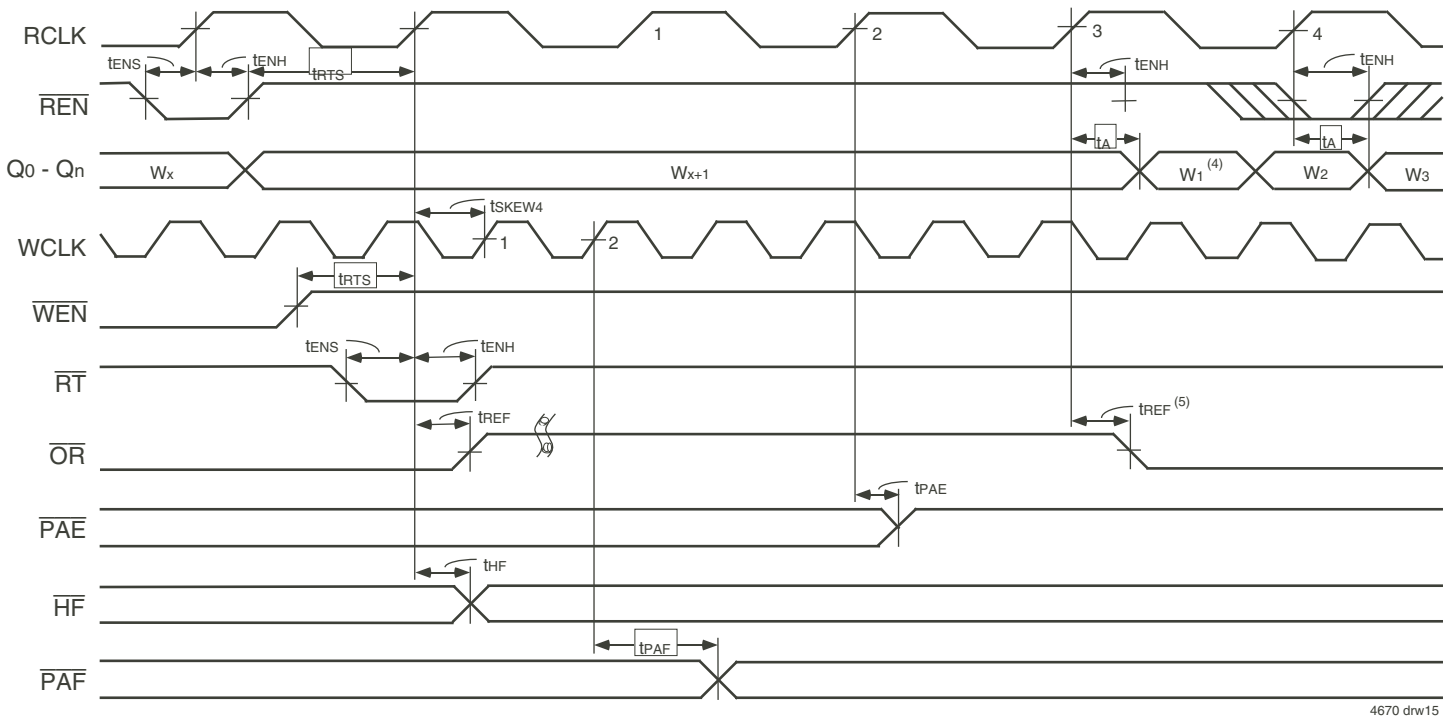 RCLK 1 2 3 4
tENS tENH tRTS tENH tENH
REN
tA tA
Q0 - Qn Wx Wx+1 W1 (4) W2 W3
tSKEW4
WCLK 1 2
tRTS
WEN
tENS tENH
RT
tREF tREF (5)
OR
tPAE
PAE
tHF
HF
tPAF
PAF
4670 drw15